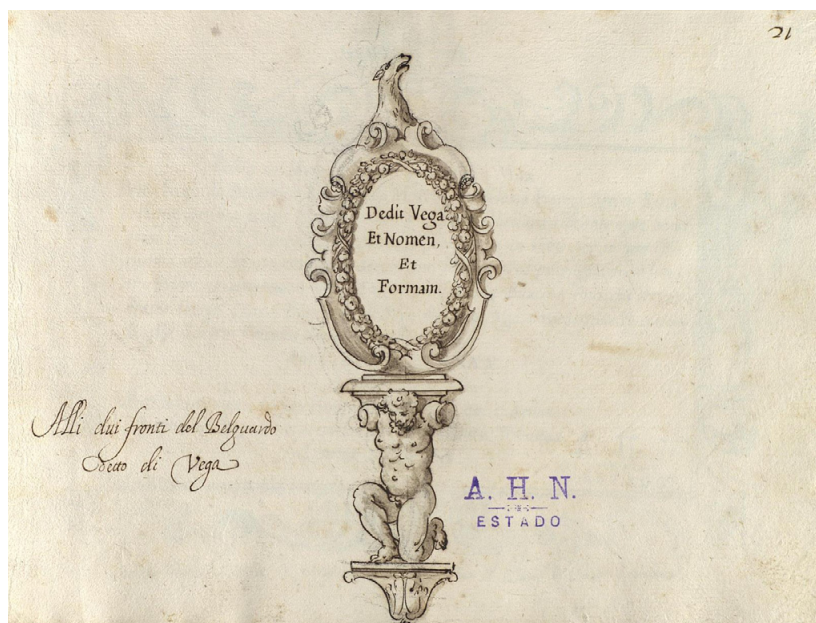 21
Dedit Vega
Et Nomen,
Et
Formam.
Alli dui fronti del Belguardo
detto di Vega
A. H. N.
ESTADO